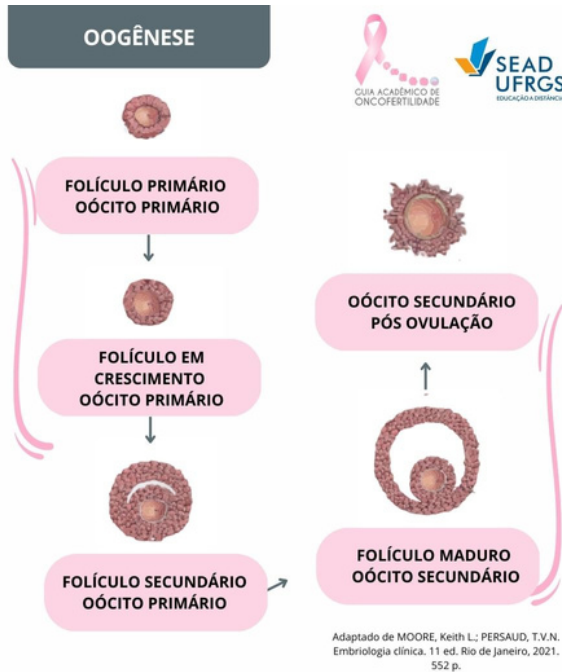 OOGÊNESE
GUIA ACADÊMICO DE
ONCOFERTILIDADE
SEAD
UFRGS
EDUCAÇÃO A DISTÂNCIA
FOLÍCULO PRIMÁRIO
OÓCITO PRIMÁRIO
FOLÍCULO EM
CRESCIMENTO
OÓCITO PRIMÁRIO
FOLÍCULO SECUNDÁRIO
OÓCITO PRIMÁRIO
FOLÍCULO MADURO
OÓCITO SECUNDÁRIO
OÓCITO SECUNDÁRIO
PÓS OVULAÇÃO
Adaptado de MOORE, Keith L.; PERSAUD, T.V.N.
Embriologia clínica. 11 ed. Rio de Janeiro, 2021.
552 p.